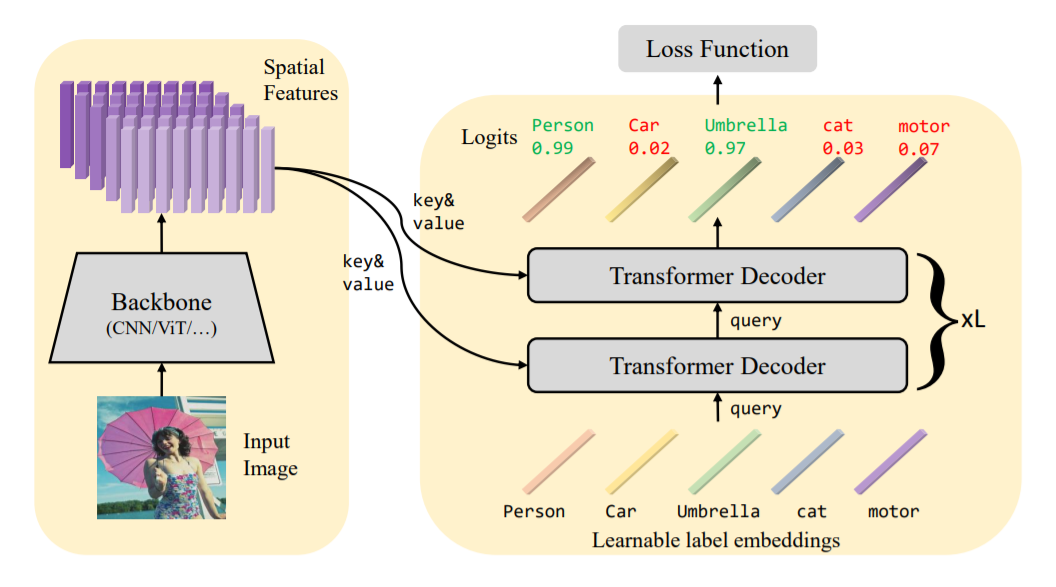 Loss Function
Spatial
Features
Logits
Person
0.99
Car
0.02
Umbrella
0.97
cat
0.03
motor
0.07
key&
value
key&
value
Transformer Decoder
Backbone
(CNN/ViT/…)
query
xL
Transformer Decoder
query
Input
Image
Person
Car
Umbrella
cat
motor
Learnable label embeddings